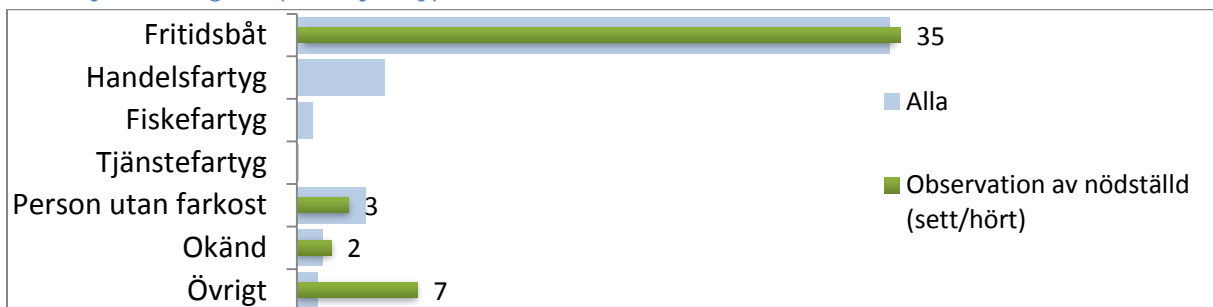 Fritidsbåt
35
Handelsfartyg
Alla
Fiskefartyg
Tjänstefartyg
Observation av nödställd
(sett/hört)
Person utan farkost
3
Okänd
2
Övrigt
7